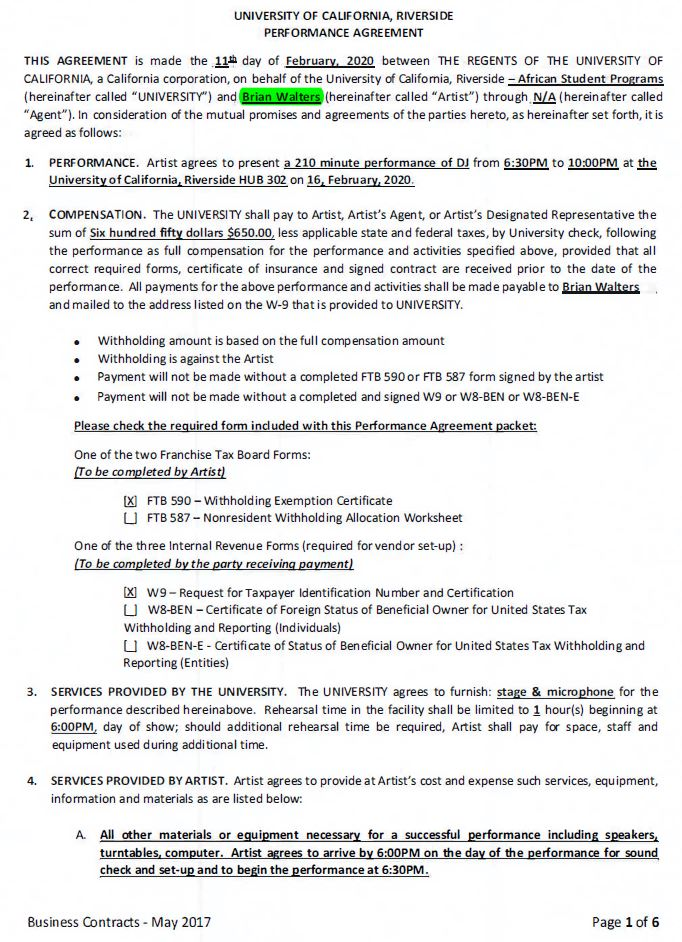 UNIVERSITY OF CALIFORNIA, RIVERSIDE
PERFORMANCE AGREEMENT
THIS AGREEMENT is made the 11th day of February, 2020 between THE REGENTS OF THE UNIVERSITY OF
CALIFORNIA, a California corporation, on behalf of the University of California, Riverside – African Student Programs
(hereinafter called "UNIVERSITY") and Brian Walters (hereinafter called "Artist") through N/A (hereinafter called
"Agent"). In consideration of the mutual promises and agreements of the parties hereto, as hereinafter set forth, it is
agreed as follows:
1. PERFORMANCE. Artist agrees to present a 210 minute performance of DJ from 6:30PM to 10:00PM at the
University of California, Riverside HUB 302 on 16, February, 2020.
2, COMPENSATION. The UNIVERSITY shall pay to Artist, Artist's Agent, or Artist's Designated Representative the
sum of Six hundred fifty dollars $650.00, less applicable state and federal taxes, by University check, following
the performance as full compensation for the performance and activities specified above, provided that all
correct required forms, certificate of insurance and signed contract are received prior to the date of the
performance. All payments for the above performance and activities shall be made payable to Brian Walters ,
and mailed to the address listed on the W-9 that is provided to UNIVERSITY.
• Withholding amount is based on the full compensation amount
• Withholding is against the Artist
• Payment will not be made without a completed FTB 590 or FTB 587 form signed by the artist
• Payment will not be made without a completed and signed W9 or W8-BEN or W8-BEN-E
Please check the required form included with this Performance Agreement packet:
One of the two Franchise Tax Board Forms:
(To be completed by Artist)
[X] FTB 590 – Withholding Exemption Certificate
[ ] FTB 587 – Nonresident Withholding Allocation Worksheet
One of the three Internal Revenue Forms (required for vendor set-up) :
(To be completed by the party receiving payment)
[X] W9 – Request for Taxpayer Identification Number and Certification
[ ] W8-BEN – Certificate of Foreign Status of Beneficial Owner for United States Tax
Withholding and Reporting (Individuals)
[ ] W8-BEN-E - Certificate of Status of Beneficial Owner for United States Tax Withholding and
Reporting (Entities)
3. SERVICES PROVIDED BY THE UNIVERSITY. The UNIVERSITY agrees to furnish: stage & microphone for the
performance described hereinabove. Rehearsal time in the facility shall be limited to 1 hour(s) beginning at
6:00PM, day of show; should additional rehearsal time be required, Artist shall pay for space, staff and
equipment used during additional time.
4. SERVICES PROVIDED BY ARTIST. Artist agrees to provide at Artist's cost and expense such services, equipment,
information and materials as are listed below:
A. All other materials or equipment necessary for a successful performance including speakers,
turntables, computer. Artist agrees to arrive by 6:00PM on the day of the performance for sound
check and set-up and to begin the performance at 6:30PM.
Business Contracts - May 2017 Page 1 of 6